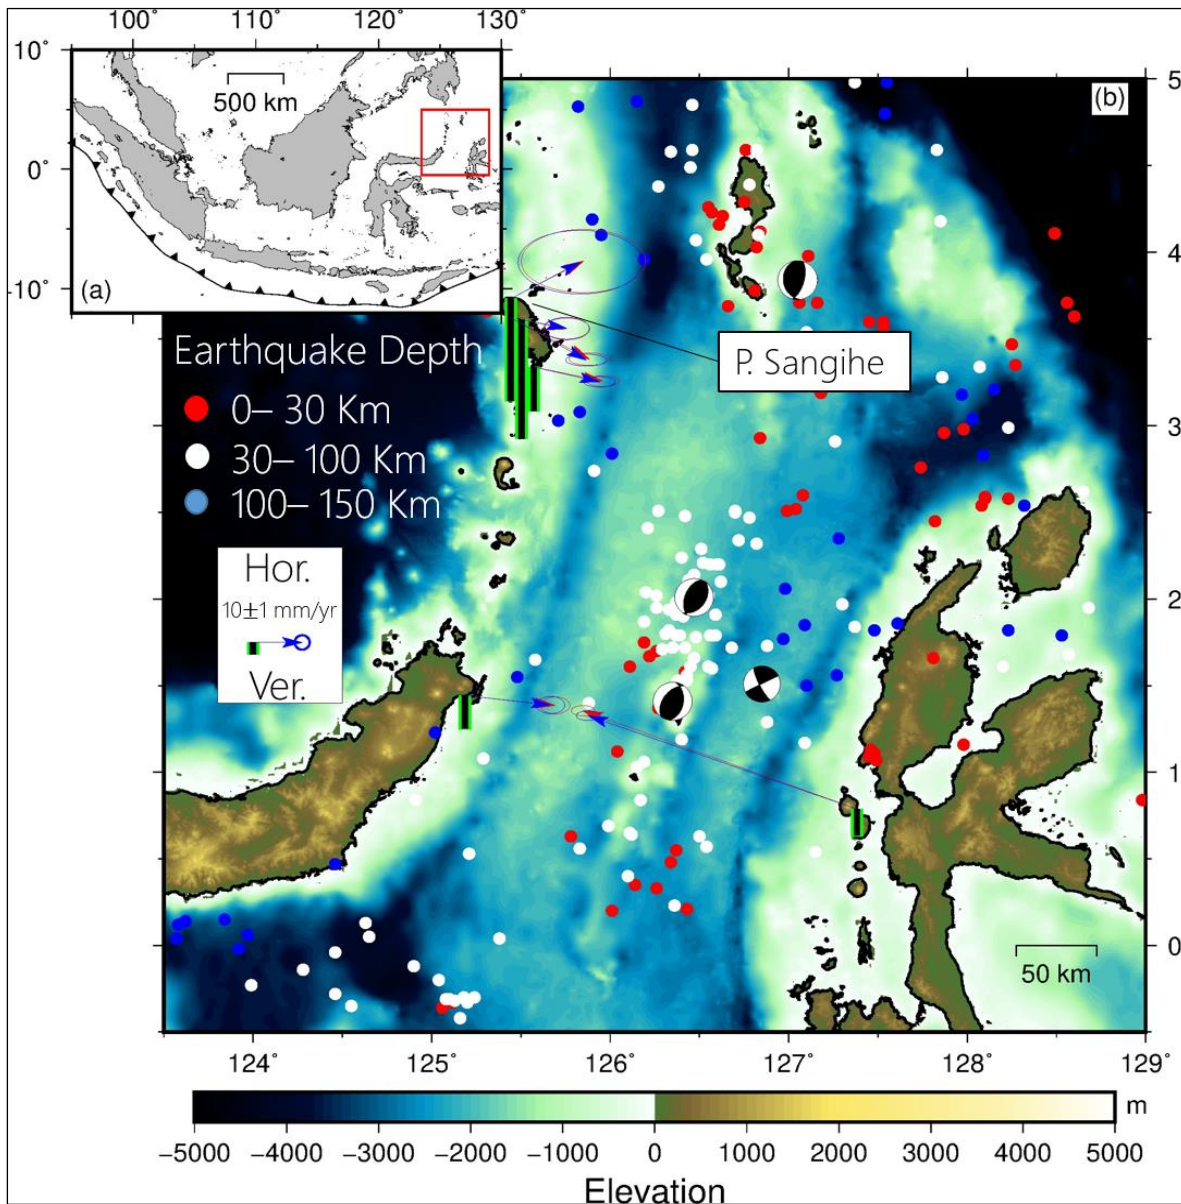 100° 110° 120° 130°
10°
0°
-10°
500 km
(a)
(b)
5
4
3
2
1
0
P. Sangihe
Earthquake Depth
0– 30 Km
30– 100 Km
100– 150 Km
Hor.
10±1 mm/yr
Ver.
50 km
124° 125° 126° 127° 128° 129°
m
−5000 −4000 −3000 −2000 −1000 0 1000 2000 3000 4000 5000
Elevation